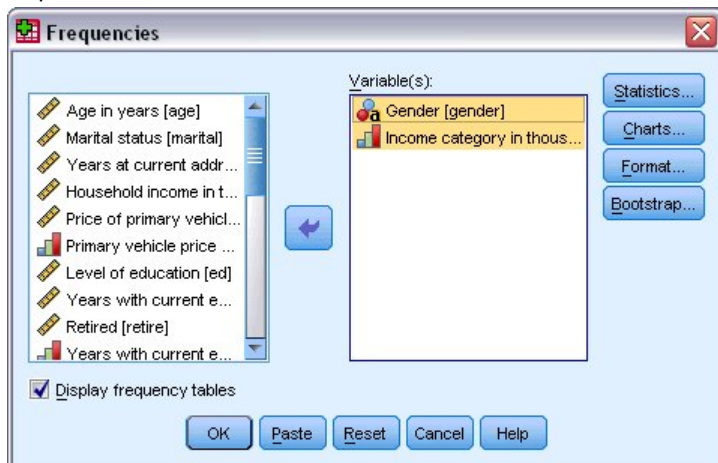 Frequencies
Variable(s):
Age in years [age]
Marital status [marital]
Years at current addr...
Household income in t...
Price of primary vehicl...
Primary vehicle price ...
Level of education [ed]
Years with current e...
Retired [retire]
Years with current e...
a Gender [gender]
Income category in thous...
Statistics...
Charts...
Format...
Bootstrap...
Display frequency tables
OK Paste Reset Cancel Help